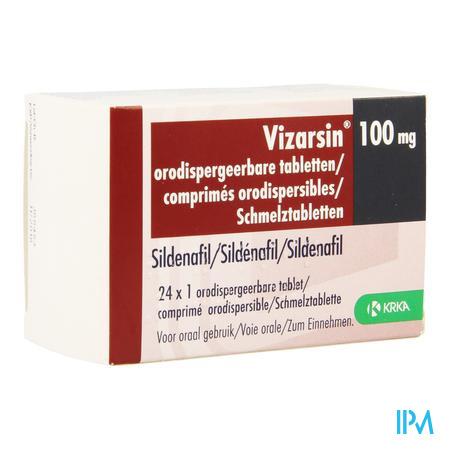 Vizarsin® 100 mg
orodispergeerbare tabletten/
comprimés orodispersibles/
Schmelztabletten
Sildenafil/Sildénafil/Sildenafil
24 x 1 orodispergeerbare tablet/
comprimé orodispersible/Schmelztablette
Voor oraal gebruik/Voie orale/Zum Einnehmen.
KRKA
IPM